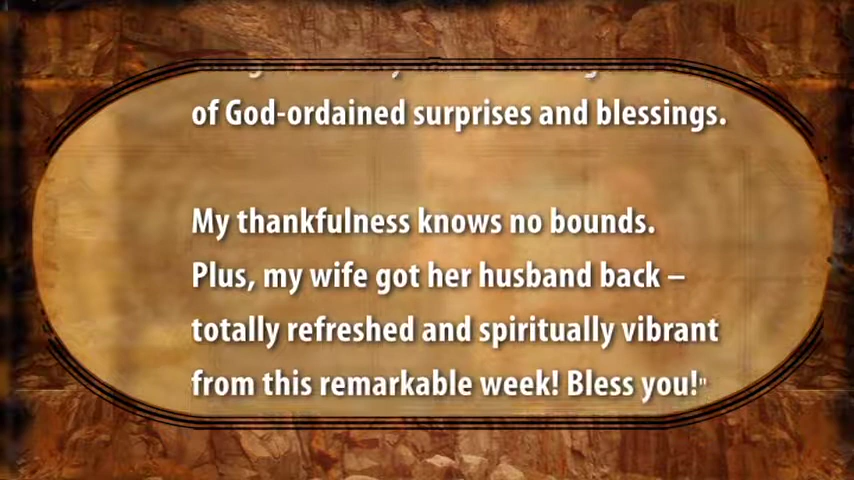 of God-ordained surprises and blessings.
My thankfulness knows no bounds.
Plus, my wife got her husband back –
totally refreshed and spiritually vibrant
from this remarkable week! Bless you!"